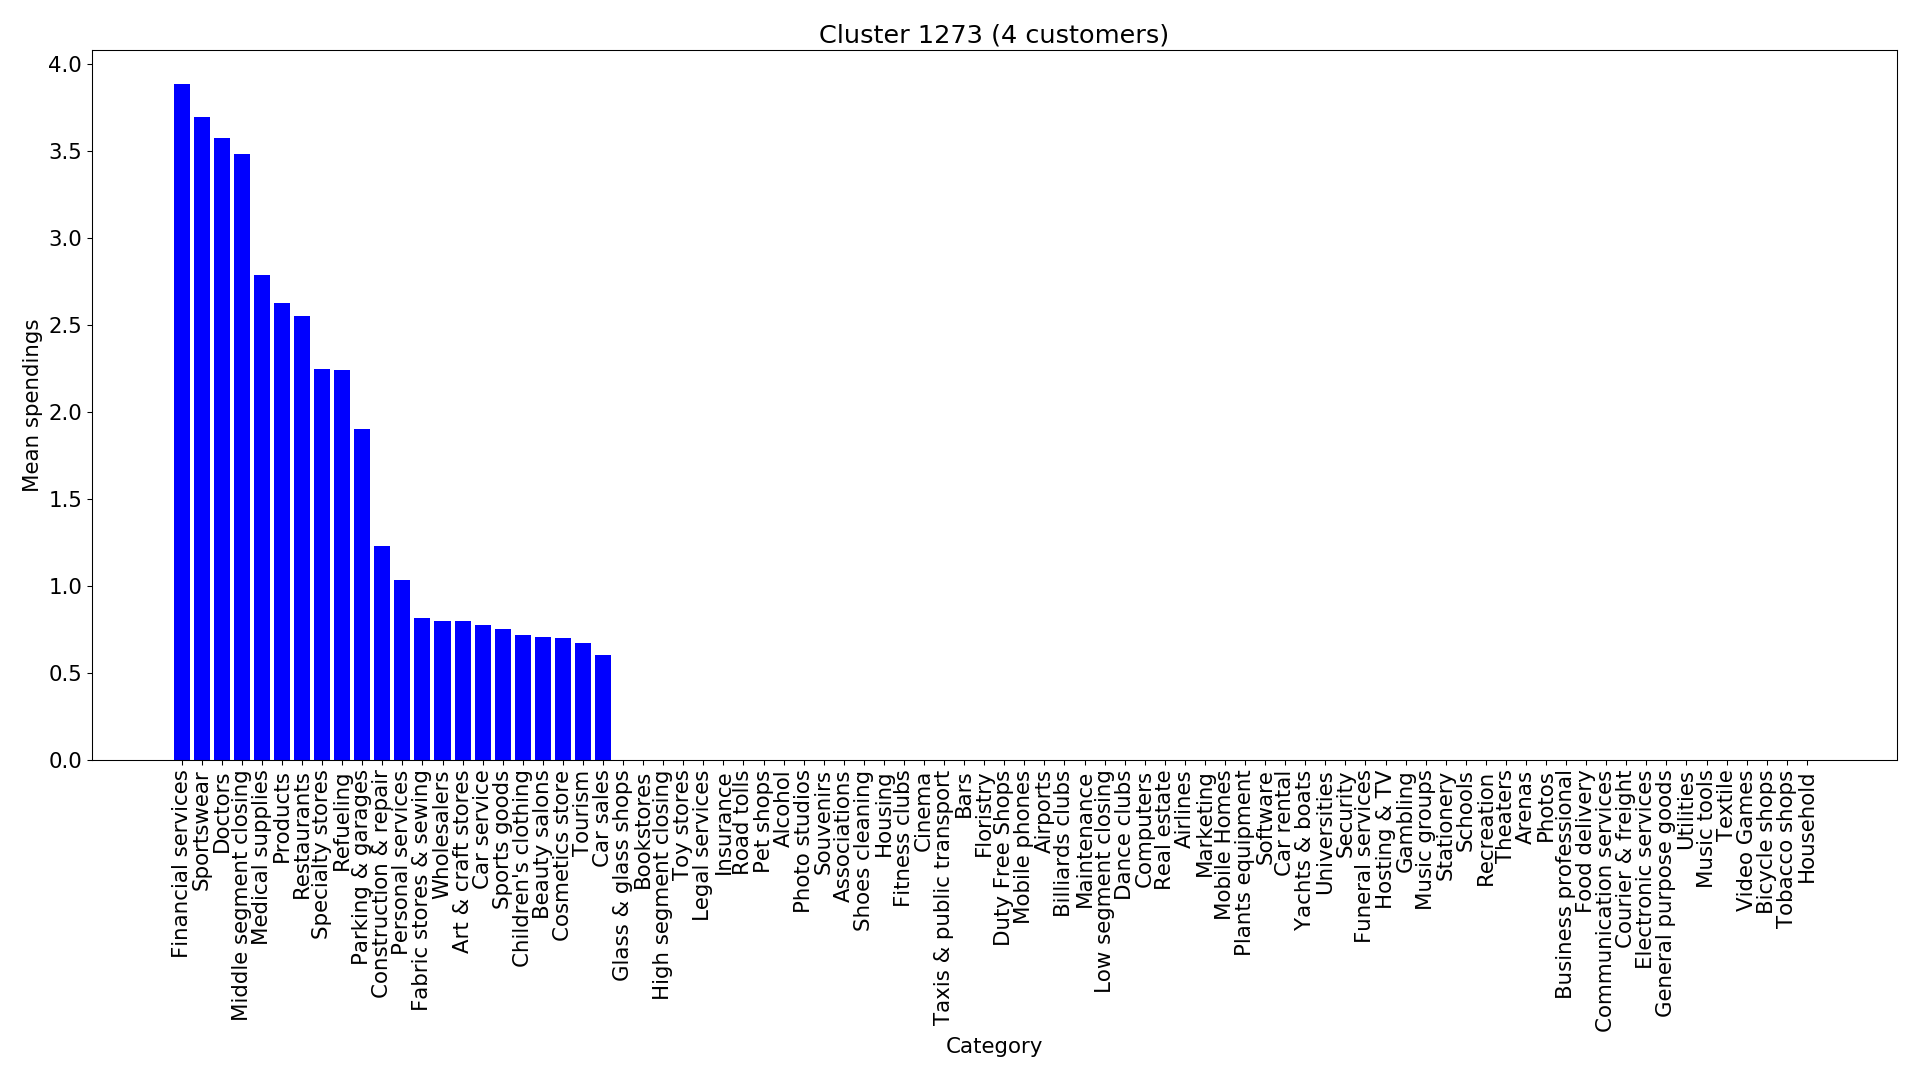 Cluster 1273 (4 customers)
Mean spendings
4.0
3.5
3.0
2.5
2.0
1.5
1.0
0.5
0.0
Financial services
Sportswear
Doctors
Middle segment closing
Medical supplies
Products
Restaurants
Specialty stores
Refueling
Parking & garages
Construction & repair
Personal services
Fabric stores & sewing
Wholesalers
Art & craft stores
Car service
Sports goods
Children's clothing
Beauty salons
Cosmetics store
Tourism
Car sales
Glass & glass shops
Bookstores
High segment closing
Toy stores
Legal services
Insurance
Road tolls
Pet shops
Alcohol
Photo studios
Souvenirs
Associations
Shoes cleaning
Housing
Fitness clubs
Cinema
Taxis & public transport
Bars
Floristry
Duty Free Shops
Mobile phones
Airports
Billiards clubs
Maintenance
Low segment closing
Dance clubs
Computers
Real estate
Airlines
Marketing
Mobile Homes
Plants equipment
Software
Car rental
Yachts & boats
Universities
Security
Funeral services
Hosting & TV
Gambling
Music groups
Stationery
Schools
Recreation
Theaters
Arenas
Photos
Business professional
Food delivery
Communication services
Courier & freight
Electronic services
General purpose goods
Utilities
Music tools
Textile
Video Games
Bicycle shops
Tobacco shops
Household
Category